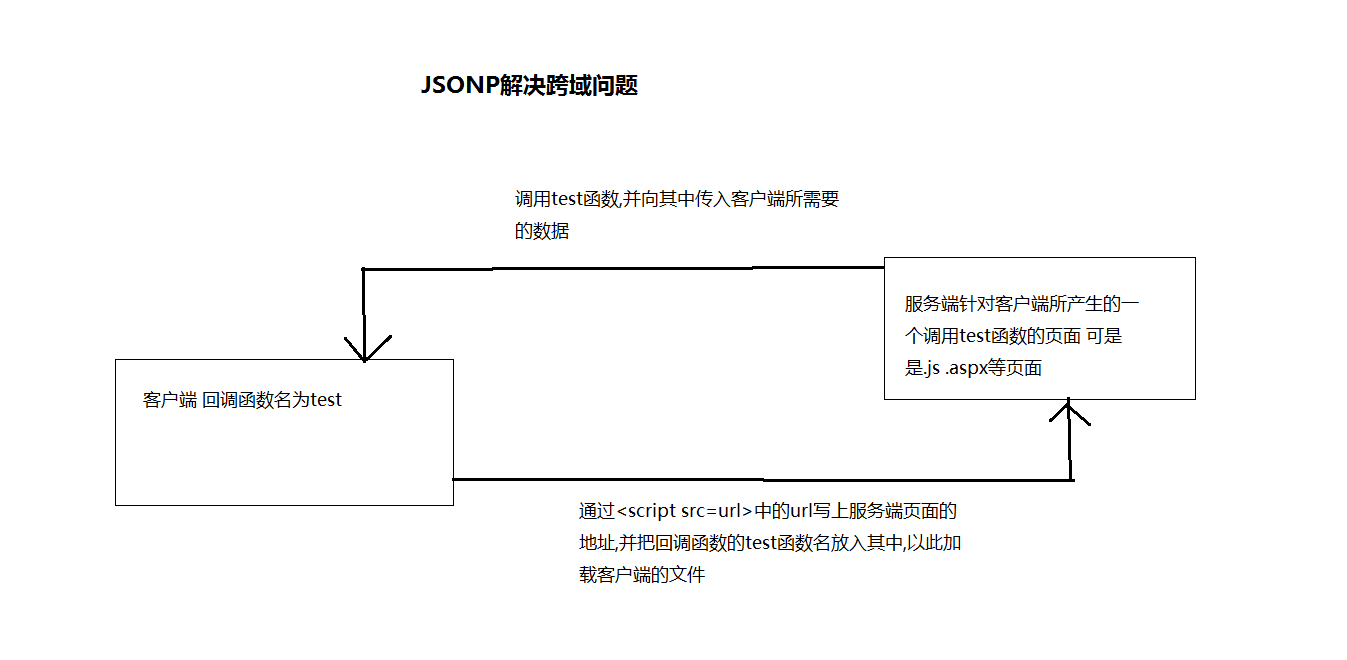 JSONP解决跨域问题
调用test函数,并向其中传入客户端所需要
的数据
服务端针对客户端所产生的一
个调用test函数的页面 可是
是.js .aspx等页面
客户端 回调函数名为test
通过<script src=url>中的url写上服务端页面的
地址,并把回调函数的test函数名放入其中,以此加
载客户端的文件